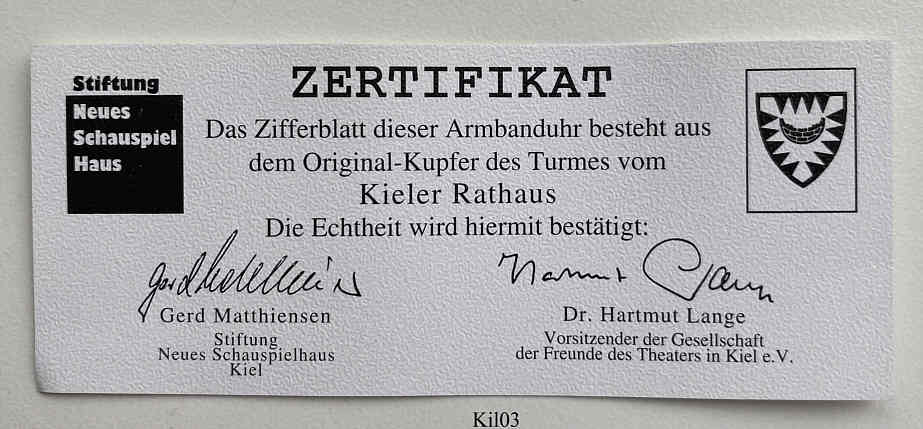 Stiftung
Neues
Schauspiel
Haus
ZERTIFIKAT
Das Zifferblatt dieser Armbanduhr besteht aus
dem Original-Kupfer des Turmes vom
Kieler Rathaus
Die Echtheit wird hiermit bestätigt:
Gerd Matthiensen
Stiftung
Neues Schauspielhaus
Kiel
Hartmut Lange
Dr. Hartmut Lange
Vorsitzender der Gesellschaft
der Freunde des Theaters in Kiel e.V.
Kil03